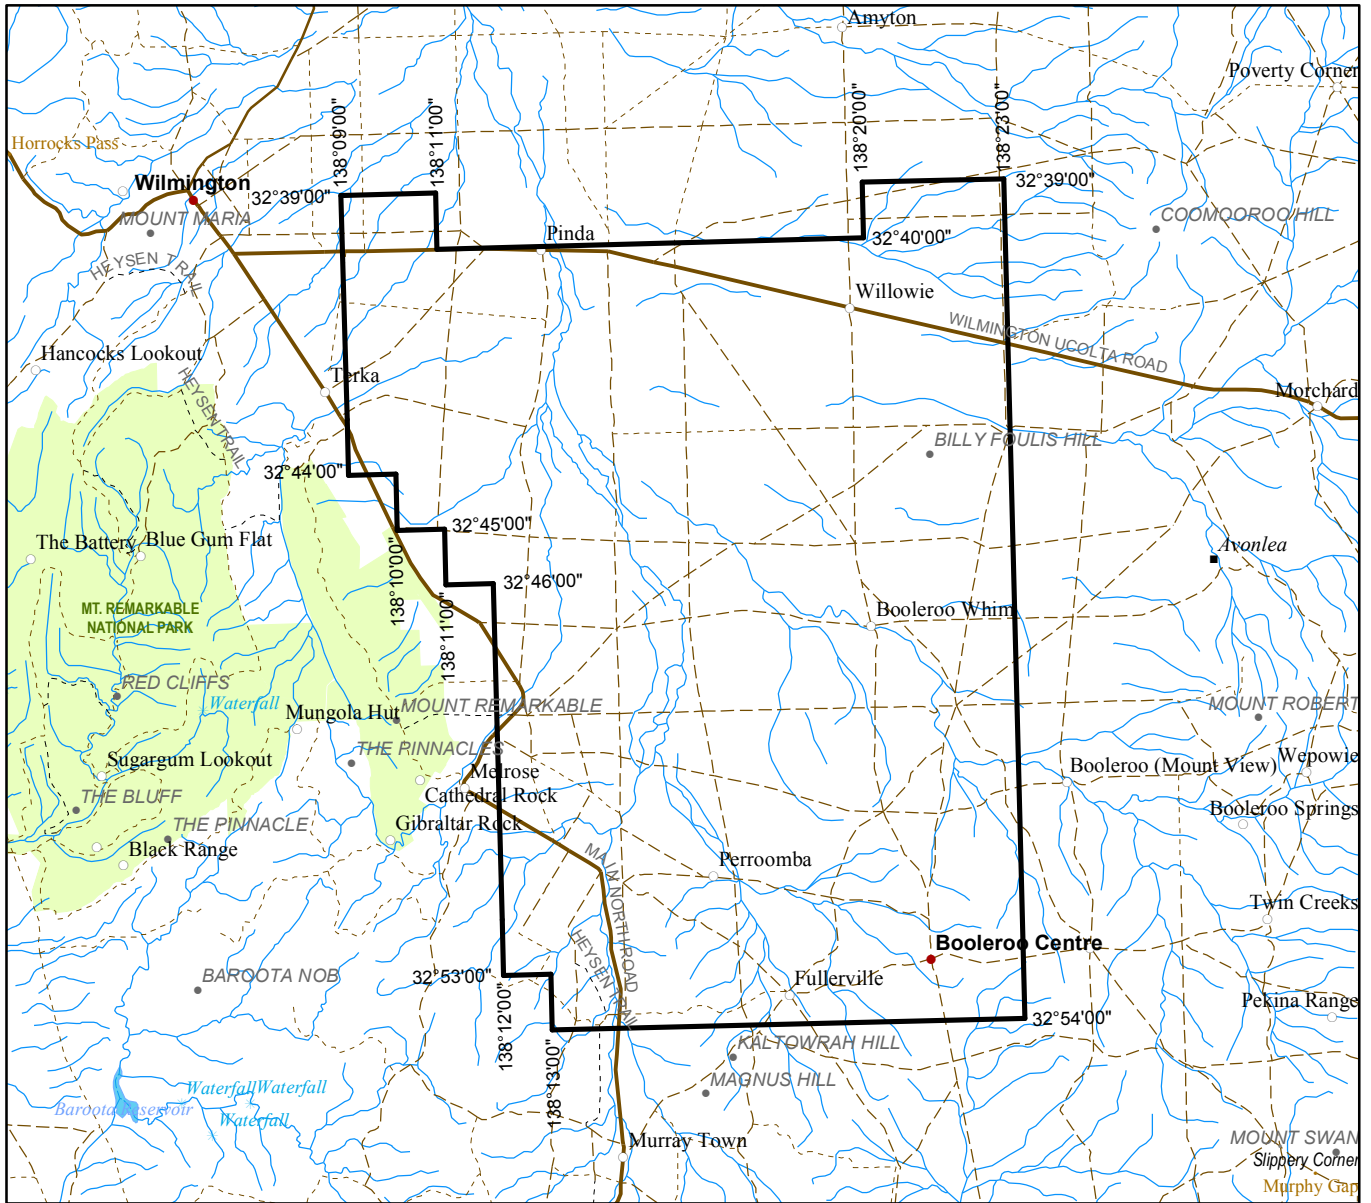 Amyton
Poverty Corner
138°09'00"
138°11'00"
138°20'00"
138°23'00"
Horrocks Pass
Wilmington
32°39'00"
32°39'00"
MOUNT MARIA
COOMOOROO HILL
Pinda
32°40'00"
HEYSEN TRAIL
Willowie
WILMINGTON UCOLTA ROAD
Hancocks Lookout
Terka
HEYSEN TRAIL
Morchard
BILLY FOULIS HILL
32°44'00"
32°45'00"
The Battery
Blue Gum Flat
Avonlea
138°10'00"
32°46'00"
MT. REMARKABLE
NATIONAL PARK
138°11'00"
Booleroo Whim
RED CLIFFS
Waterfall
Mungola Hut
MOUNT REMARKABLE
MOUNT ROBERT
THE PINNACLES
Sugargum Lookout
Melrose
Booleroo (Mount View)
Wepowie
THE BLUFF
Cathedral Rock
Booleroo Springs
THE PINNACLE
Gibraltar Rock
Black Range
MAIN NORTH ROAD
Perroomba
Twin Creeks
HEYSEN TRAIL
Booleroo Centre
BAROOTA NOB
32°53'00"
Fullerville
Pekina Range
138°12'00"
32°54'00"
138°13'00"
KALTOWRAH HILL
MAGNUS HILL
Waterfall
Waterfall
Baroota Reservoir
Waterfall
Murray Town
MOUNT SWAN
Slippery Corner
Murphy Gap